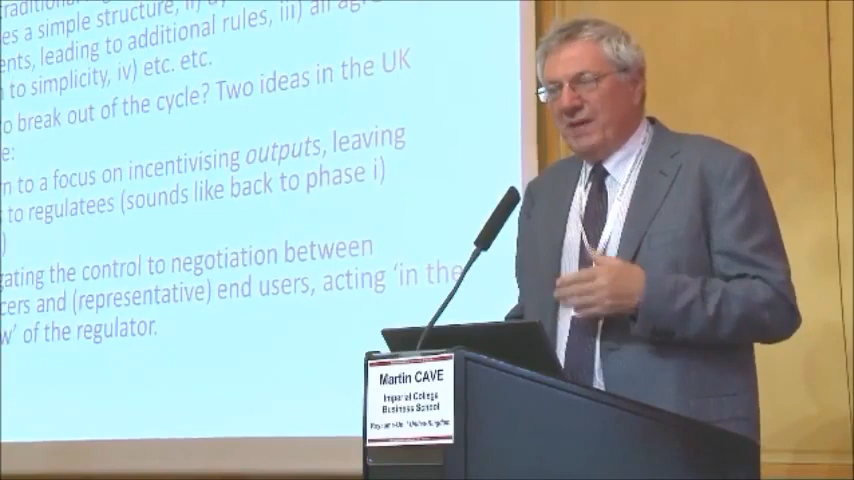 es a simple structure, ii)
ents, leading to additional rules, iii) all
to simplicity, iv) etc. etc.
o break out of the cycle? Two ideas in the UK
e:
n to a focus on incentivising outputs, leaving
s to regulatees (sounds like back to phase i)
)
gating the control to negotiation between
cers and (representative) end users, acting ‘in the
w’ of the regulator.
Martin CAVE
Imperial College
Business School